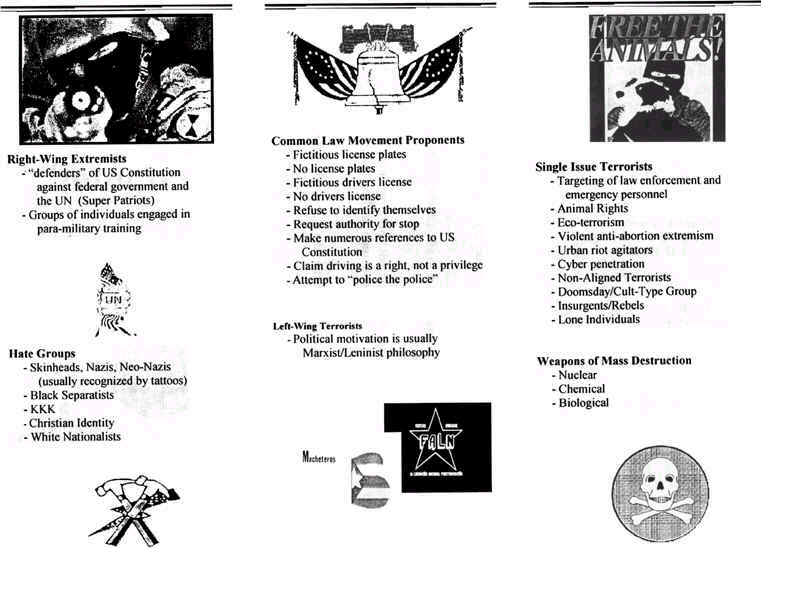 Right-Wing Extremists
- “defenders” of US Constitution
against federal government and
the UN (Super Patriots)
- Groups of individuals engaged in
para-military training
UN
Hate Groups
- Skinheads, Nazis, Neo-Nazis
(usually recognized by tattoos)
- Black Separatists
- KKK
- Christian Identity
- White Nationalists
Common Law Movement Proponents
- Fictitious license plates
- No license plates
- Fictitious drivers license
- No drivers license
- Refuse to identify themselves
- Request authority for stop
- Make numerous references to US
Constitution
- Claim driving is a right, not a privilege
- Attempt to “police the police”
Left-Wing Terrorists
- Political motivation is usually
Marxist/Leninist philosophy
Macheteros
FALN
FREE THE
ANIMALS!
Single Issue Terrorists
- Targeting of law enforcement and
emergency personnel
- Animal Rights
- Eco-terrorism
- Violent anti-abortion extremism
- Urban riot agitators
- Cyber penetration
- Non-Aligned Terrorists
- Doomsday/Cult-Type Group
- Insurgents/Rebels
- Lone Individuals
Weapons of Mass Destruction
- Nuclear
- Chemical
- Biological